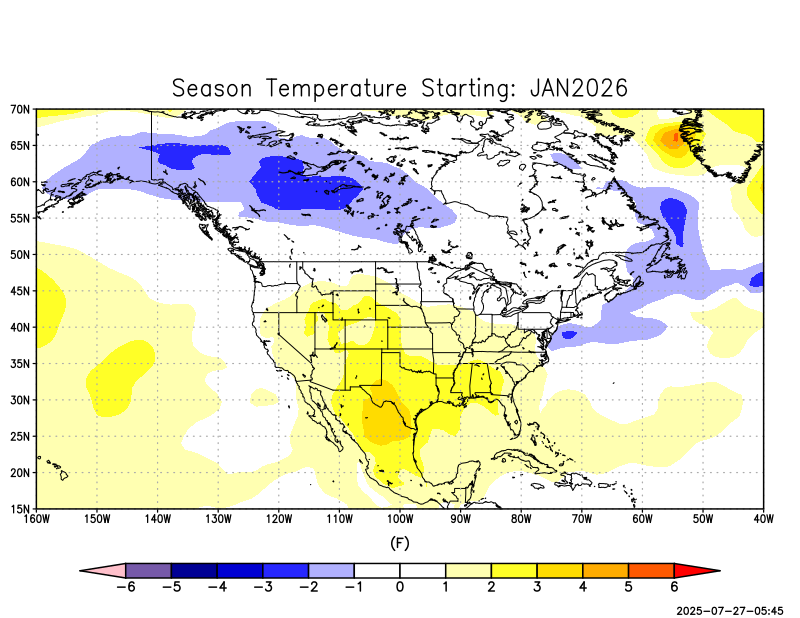 Season Temperature Starting: JAN2026
70N
65N
60N
55N
50N
45N
40N
35N
30N
25N
20N
15N
160W 150W 140W 130W 120W 110W 100W 90W 80W 70W 60W 50W 40W
(F)
−6 −5 −4 −3 −2 −1 0 1 2 3 4 5 6
2025-07-27-05:45